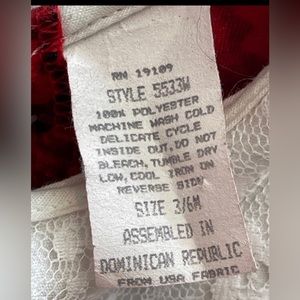 RN 19109
STYLE 5533W
100% POLYESTER
MACHINE WASH COLD
DELICATE CYCLE
INSIDE OUT, DO NOT
BLEACH, TUMBLE DRY
LOW, COOL IRON ON
REVERSE SIDE
SIZE 3/6M
ASSEMBLED IN
DOMINICAN REPUBLIC
FROM USA FABRIC